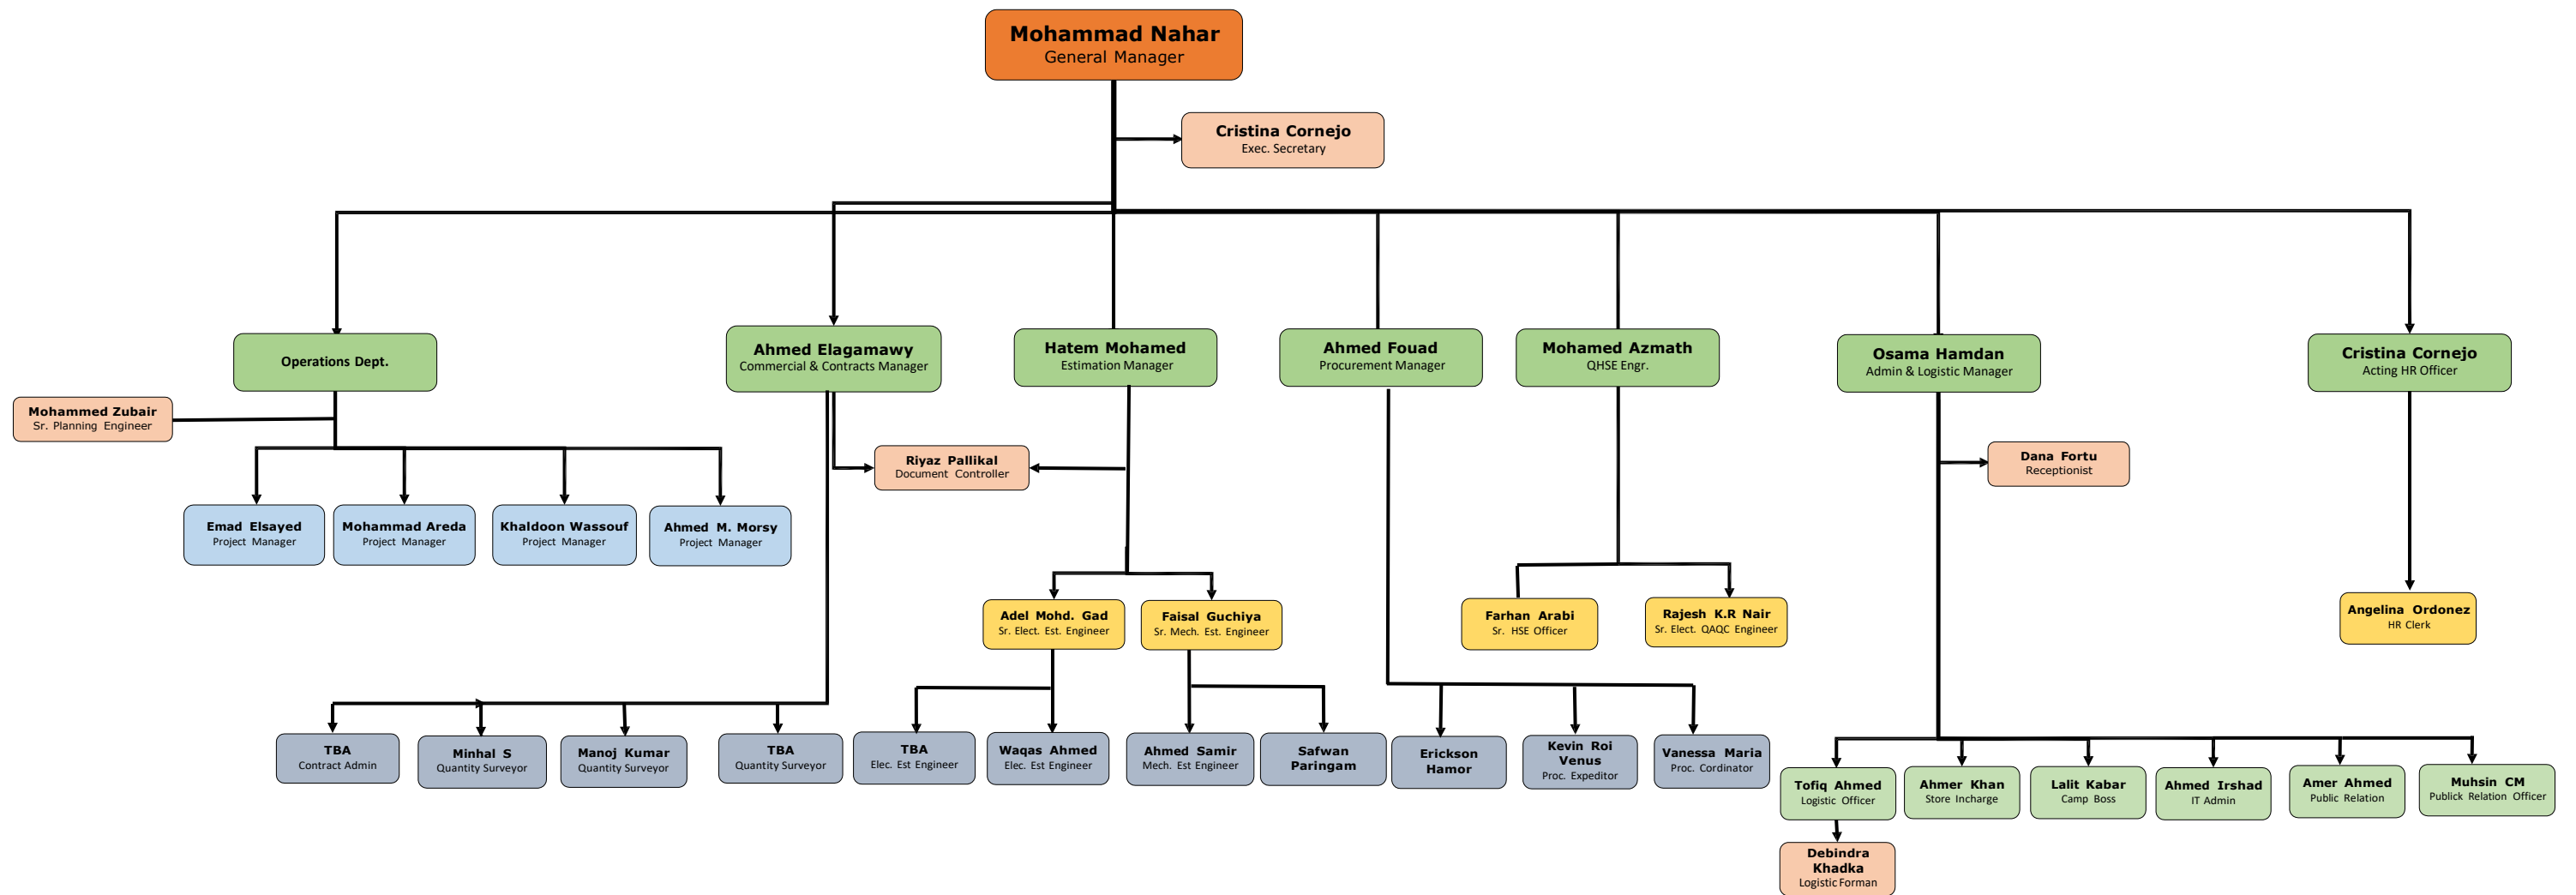 Mohammad Nahar
General Manager
Cristina Cornejo
Exec. Secretary
Operations Dept.
Ahmed Elagamawy
Commercial & Contracts Manager
Hatem Mohamed
Estimation Manager
Ahmed Fouad
Procurement Manager
Mohamed Azmath
QHSE Engr.
Osama Hamdan
Admin & Logistic Manager
Cristina Cornejo
Acting HR Officer
Mohammed Zubair
Sr. Planning Engineer
Riyaz Pallikal
Document Controller
Dana Fortu
Receptionist
Emad Elsayed
Project Manager
Mohammad Areda
Project Manager
Khaldoon Wassouf
Project Manager
Ahmed M. Morsy
Project Manager
Adel Mohd. Gad
Sr. Elect. Est. Engineer
Faisal Guchiya
Sr. Mech. Est. Engineer
Farhan Arabi
Sr. HSE Officer
Rajesh K.R Nair
Sr. Elect. QAQC Engineer
Angelina Ordonez
HR Clerk
TBA
Contract Admin
Minhal S
Quantity Surveyor
Manoj Kumar
Quantity Surveyor
TBA
Quantity Surveyor
TBA
Elec. Est Engineer
Waqas Ahmed
Elec. Est Engineer
Ahmed Samir
Mech. Est Engineer
Safwan
Paringam
Erickson
Hamor
Kevin Roi
Venus
Proc. Expeditor
Vanessa Maria
Proc. Cordinator
Tofiq Ahmed
Logistic Officer
Ahmer Khan
Store Incharge
Lalit Kabar
Camp Boss
Ahmed Irshad
IT Admin
Amer Ahmed
Public Relation
Muhsin CM
Publick Relation Officer
Debindra
Khadka
Logistic Forman